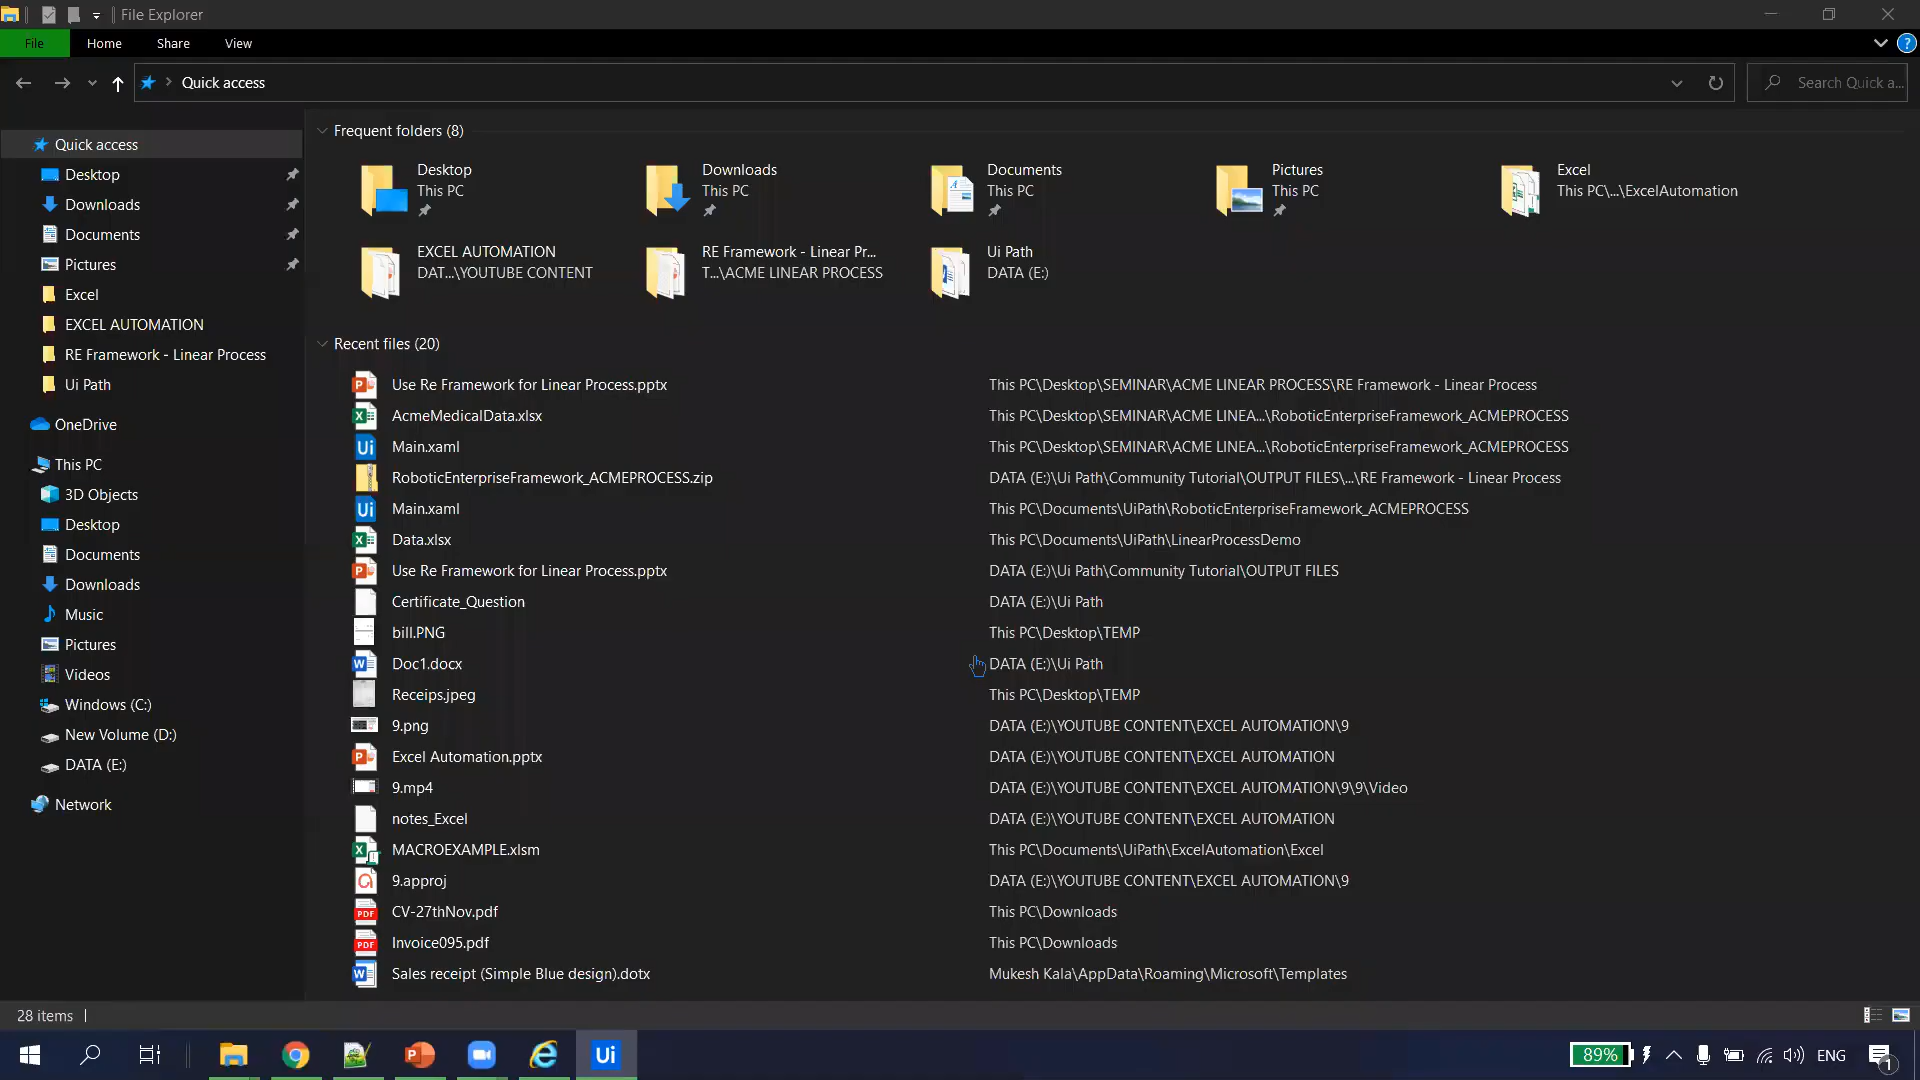 File Explorer
File Home Share View
Quick access
Search Quick a...
Quick access
Desktop
Downloads
Documents
Pictures
Excel
EXCEL AUTOMATION
RE Framework - Linear Process
Ui Path
OneDrive
This PC
3D Objects
Desktop
Documents
Downloads
Music
Pictures
Videos
Windows (C:)
New Volume (D:)
DATA (E:)
Network
Frequent folders (8)
Desktop
This PC
Downloads
This PC
Documents
This PC
Pictures
This PC
Excel
This PC\...\ExcelAutomation
EXCEL AUTOMATION
DAT...\YOUTUBE CONTENT
RE Framework - Linear Pr...
T...\ACME LINEAR PROCESS
Ui Path
DATA (E:)
Recent files (20)
Use Re Framework for Linear Process.pptx This PC\Desktop\SEMINAR\ACME LINEAR PROCESS\RE Framework - Linear Process
AcmeMedicalData.xlsx This PC\Desktop\SEMINAR\ACME LINEA...\RoboticEnterpriseFramework_ACMEPROCESS
Main.xaml This PC\Desktop\SEMINAR\ACME LINEA...\RoboticEnterpriseFramework_ACMEPROCESS
RoboticEnterpriseFramework_ACMEPROCESS.zip DATA (E:)\Ui Path\Community Tutorial\OUTPUT FILES\...\RE Framework - Linear Process
Main.xaml This PC\Documents\UiPath\RoboticEnterpriseFramework_ACMEPROCESS
Data.xlsx This PC\Documents\UiPath\LinearProcessDemo
Use Re Framework for Linear Process.pptx DATA (E:)\Ui Path\Community Tutorial\OUTPUT FILES
Certificate_Question DATA (E:)\Ui Path
bill.PNG This PC\Desktop\TEMP
Doc1.docx DATA (E:)\Ui Path
Receips.jpeg This PC\Desktop\TEMP
9.png DATA (E:)\YOUTUBE CONTENT\EXCEL AUTOMATION\9
Excel Automation.pptx DATA (E:)\YOUTUBE CONTENT\EXCEL AUTOMATION
9.mp4 DATA (E:)\YOUTUBE CONTENT\EXCEL AUTOMATION\9\9\Video
notes_Excel DATA (E:)\YOUTUBE CONTENT\EXCEL AUTOMATION
MACROEXAMPLE.xlsm This PC\Documents\UiPath\ExcelAutomation\Excel
9.approj DATA (E:)\YOUTUBE CONTENT\EXCEL AUTOMATION\9
CV-27thNov.pdf This PC\Downloads
Invoice095.pdf This PC\Downloads
Sales receipt (Simple Blue design).dotx Mukesh Kala\AppData\Roaming\Microsoft\Templates
28 items
Ui
89% ENG 1